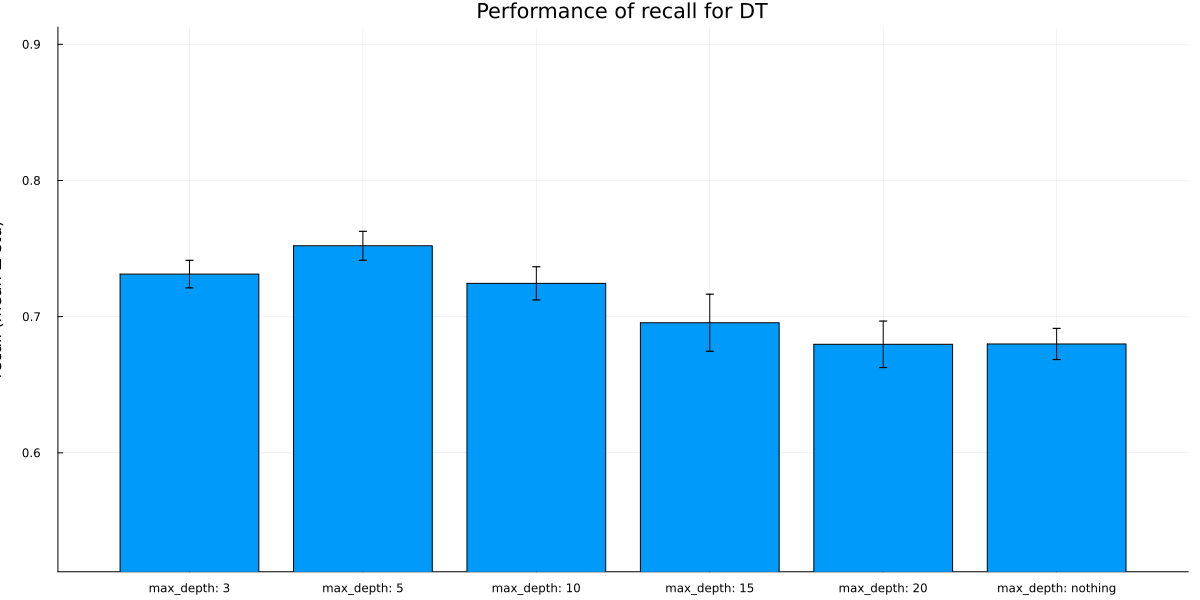 Performance of recall for DT
0.9
0.8
0.7
0.6
max_depth: 3
max_depth: 5
max_depth: 10
max_depth: 15
max_depth: 20
max_depth: nothing